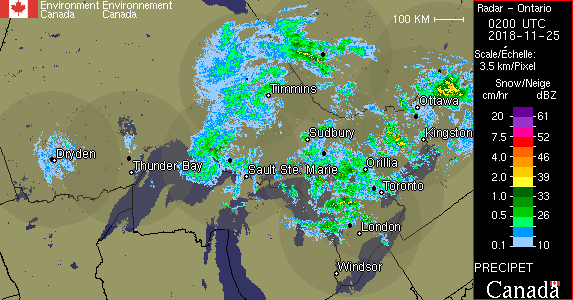 Environment Environnement
Canada Canada
100 KM
Timmins
Ottawa
Sudbury
Kingston
Dryden
Thunder Bay
Sault Ste. Marie
Orillia
Toronto
London
Windsor
Radar - Ontario
0200 UTC
2018-11-25
Scale/Échelle:
3.5 km/Pixel
Snow/Neige
cm/hr dBZ
20 61
7.5 52
4.0 46
2.0 39
1.0 33
0.5 26
0.1 10
PRECIPET
Canada